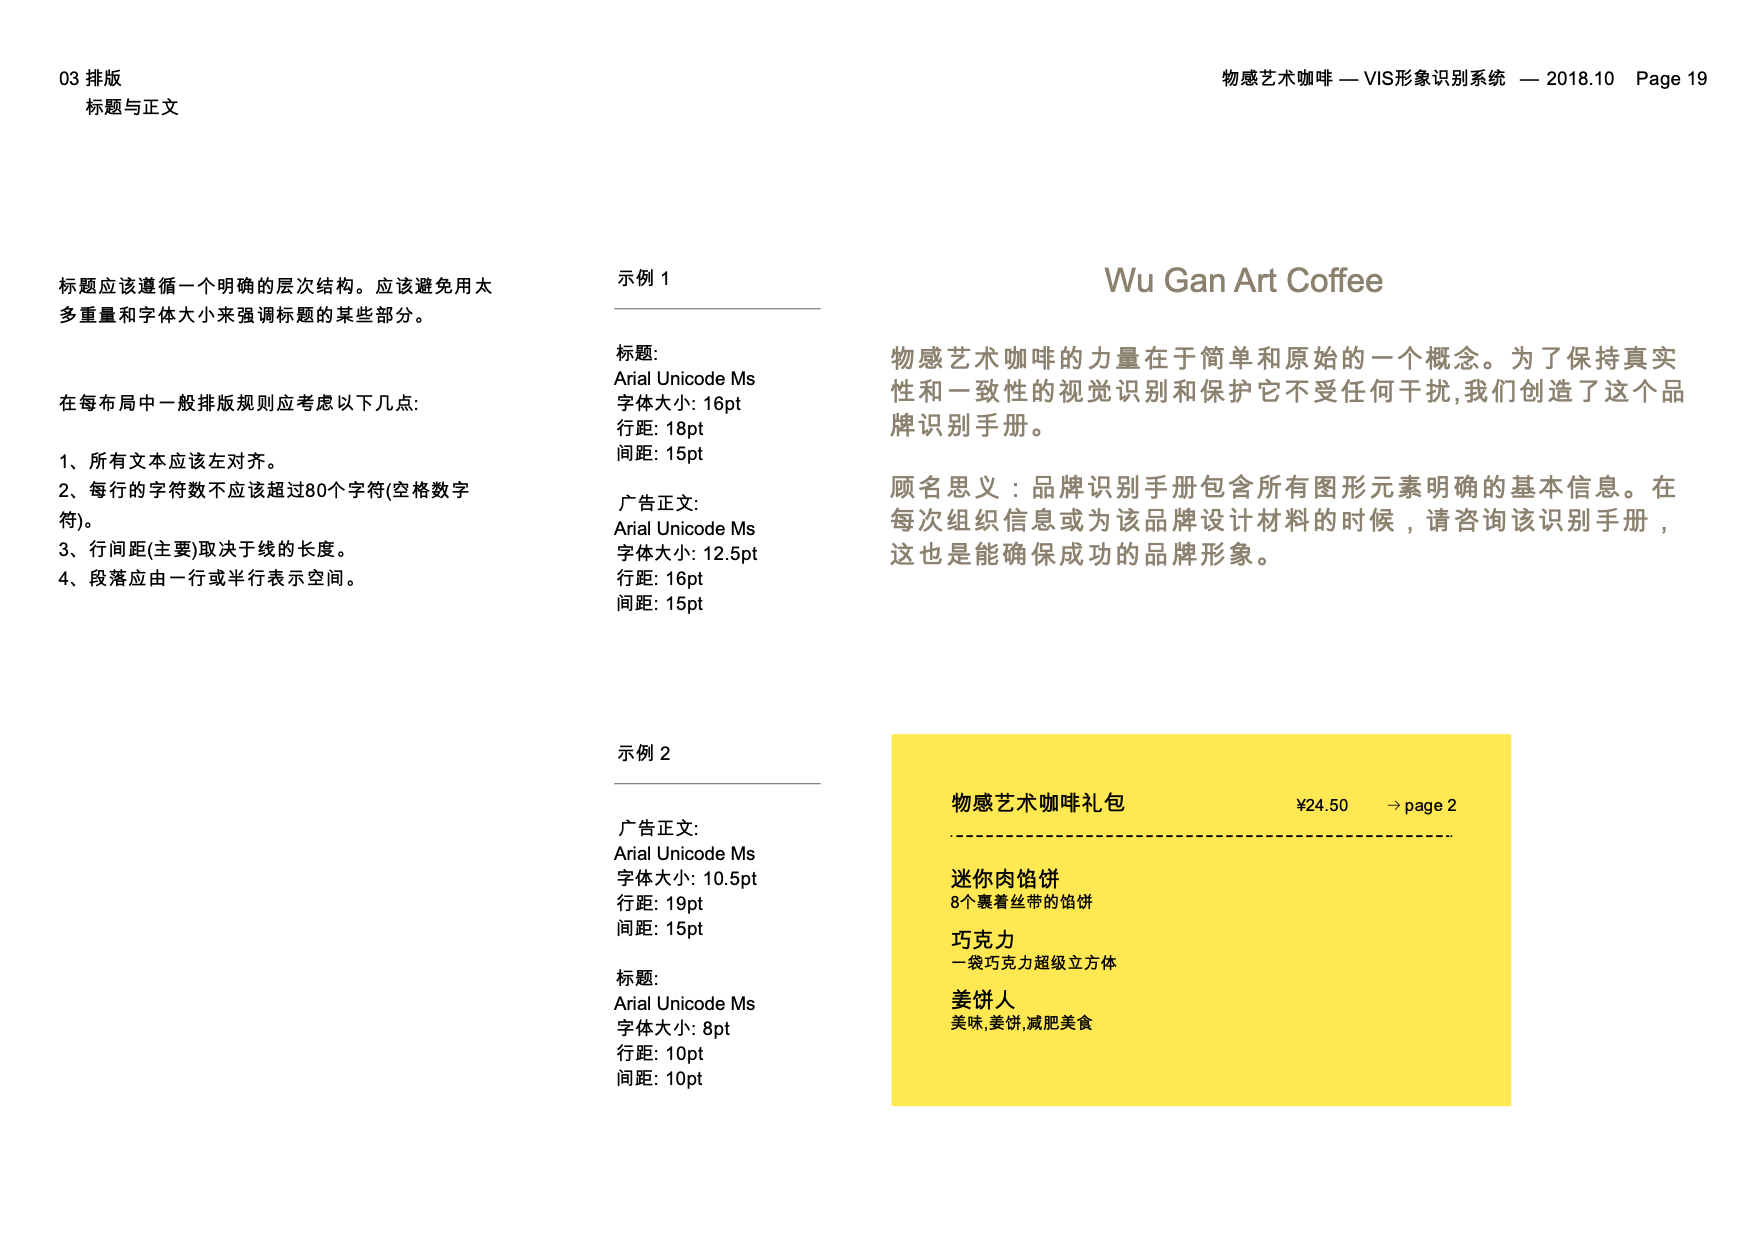 03 排版
标题与正文
物感艺术咖啡 — VIS形象识别系统 — 2018.10 Page 19
标题应该遵循一个明确的层次结构。应该避免用太
多重量和字体大小来强调标题的某些部分。
在每布局中一般排版规则应考虑以下几点:
1、所有文本应该左对齐。
2、每行的字符数不应该超过80个字符(空格数字
符)。
3、行间距(主要)取决于线的长度。
4、段落应由一行或半行表示空间。
示例 1
标题:
Arial Unicode Ms
字体大小: 16pt
行距: 18pt
间距: 15pt
广告正文:
Arial Unicode Ms
字体大小: 12.5pt
行距: 16pt
间距: 15pt
Wu Gan Art Coffee
物感艺术咖啡的力量在于简单和原始的一个概念。为了保持真实
性和一致性的视觉识别和保护它不受任何干扰,我们创造了这个品
牌识别手册。
顾名思义：品牌识别手册包含所有图形元素明确的基本信息。在
每次组织信息或为该品牌设计材料的时候，请咨询该识别手册，
这也是能确保成功的品牌形象。
示例 2
广告正文:
Arial Unicode Ms
字体大小: 10.5pt
行距: 19pt
间距: 15pt
标题:
Arial Unicode Ms
字体大小: 8pt
行距: 10pt
间距: 10pt
物感艺术咖啡礼包 ¥24.50 →page 2
迷你肉馅饼
8个裹着丝带的馅饼
巧克力
一袋巧克力超级立方体
姜饼人
美味,姜饼,减肥美食